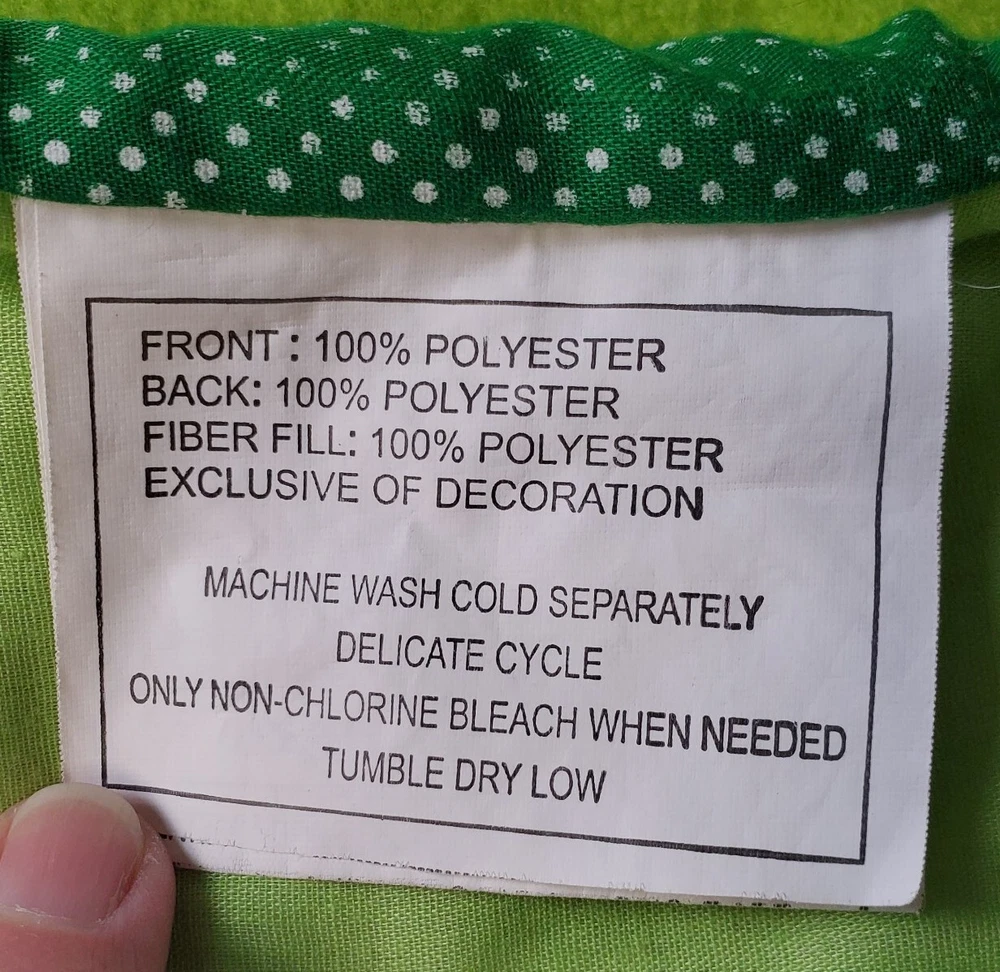 FRONT : 100% POLYESTER
BACK: 100% POLYESTER
FIBER FILL: 100% POLYESTER
EXCLUSIVE OF DECORATION
MACHINE WASH COLD SEPARATELY
DELICATE CYCLE
ONLY NON-CHLORINE BLEACH WHEN NEEDED
TUMBLE DRY LOW